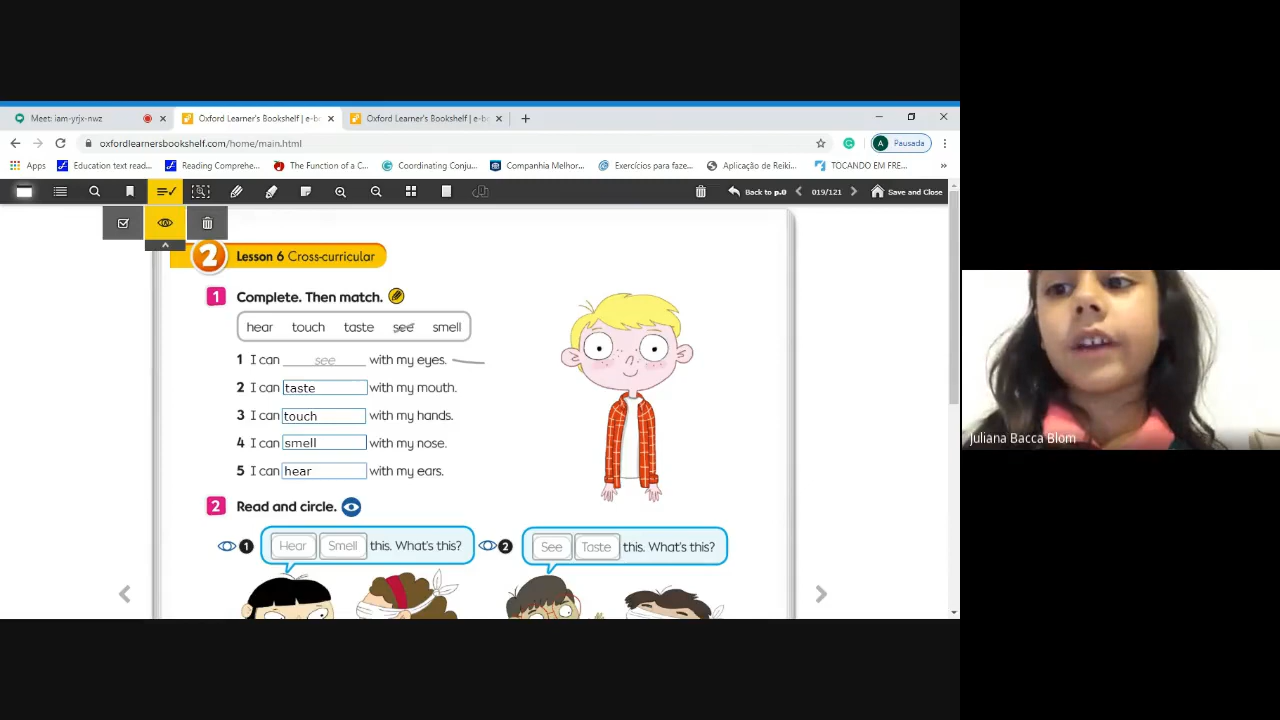 Meet: iam-yrjx-nwz
Oxford Learner's Bookshelf | e-bo
Oxford Learner's Bookshelf | e-bo
oxfordlearnersbookshelf.com/home/main.html
A Pausada
Apps Education text read... Reading Comprehe... The Function of a C... Coordinating Conju... Companhia Melhor... Exercícios para faze... Aplicação de Reiki... TOCANDO EM FRE...
Back to p.0 019/121 Save and Close
2 Lesson 6 Cross-curricular
1 Complete. Then match.
hear touch taste see smell
1 I can see with my eyes.
2 I can taste with my mouth.
3 I can touch with my hands.
4 I can smell with my nose.
5 I can hear with my ears.
2 Read and circle.
1 Hear Smell this. What's this?
2 See Taste this. What's this?
Juliana Bacca Blom